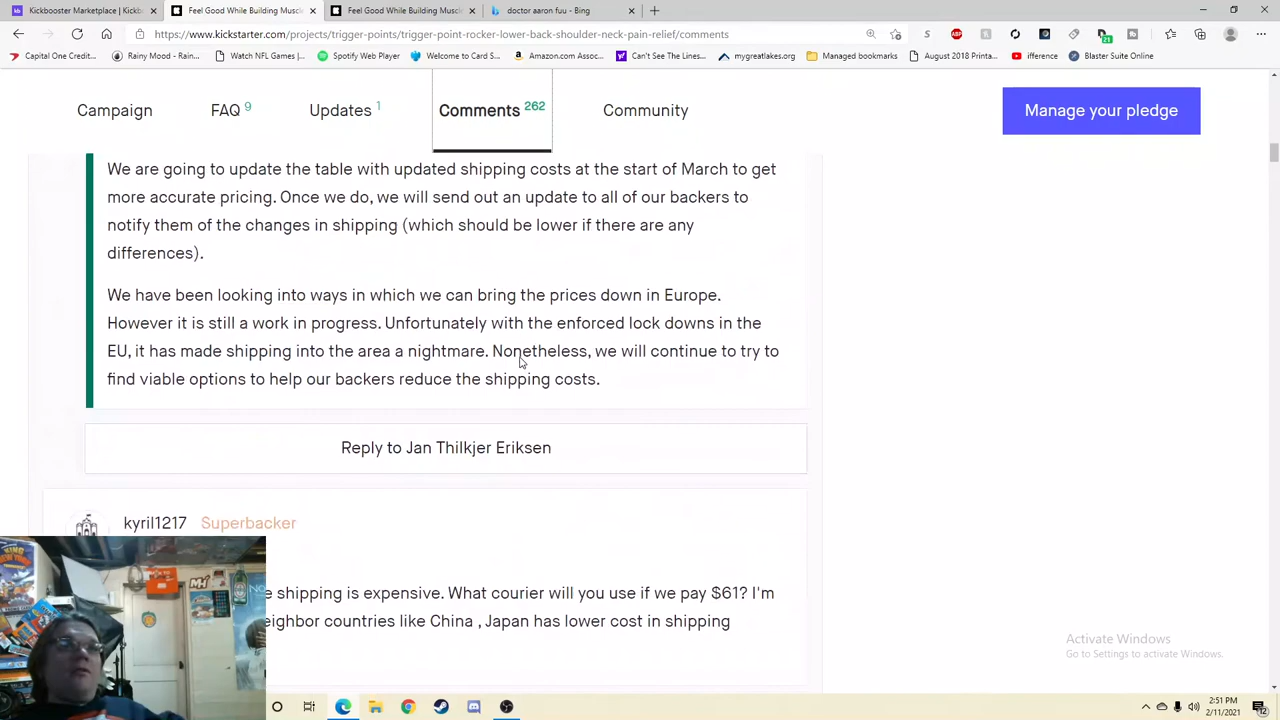 Kickbooster Marketplace | Kickbo
Feel Good While Building Muscl
Feel Good While Building Muscl
doctor aaron fuu - Bing
https://www.kickstarter.com/projects/trigger-points/trigger-point-rocker-lower-back-shoulder-neck-pain-relief/comments
Capital One Credit...
Rainy Mood - Rain...
Watch NFL Games |...
Spotify Web Player
Welcome to Card S...
Amazon.com Assoc...
Can't See The Lines...
mygreatlakes.org
Managed bookmarks
August 2018 Printa...
ifference
Blaster Suite Online
Campaign
FAQ 9
Updates 1
Comments 262
Community
Manage your pledge
We are going to update the table with updated shipping costs at the start of March to get
more accurate pricing. Once we do, we will send out an update to all of our backers to
notify them of the changes in shipping (which should be lower if there are any
differences).
We have been looking into ways in which we can bring the prices down in Europe.
However it is still a work in progress. Unfortunately with the enforced lock downs in the
EU, it has made shipping into the area a nightmare. Nonetheless, we will continue to try to
find viable options to help our backers reduce the shipping costs.
Reply to Jan Thilkjer Eriksen
kyril1217 Superbacker
e shipping is expensive. What courier will you use if we pay $61? I'm
eighbor countries like China , Japan has lower cost in shipping
Activate Windows
Go to Settings to activate Windows.
2:51 PM
2/11/2021